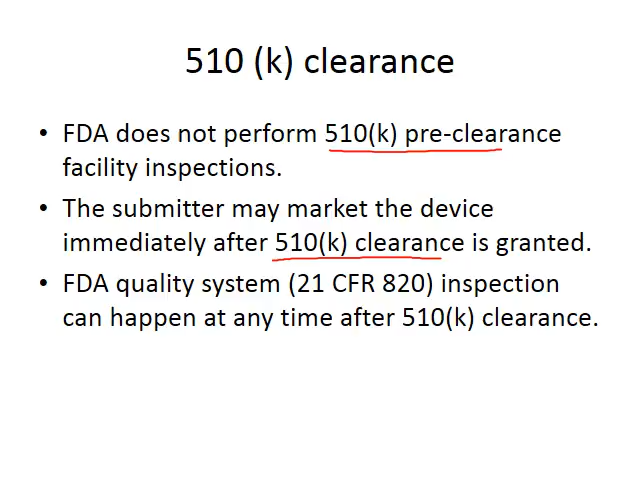 510 (k) clearance
• FDA does not perform 510(k) pre-clearance
facility inspections.
• The submitter may market the device
immediately after 510(k) clearance is granted.
• FDA quality system (21 CFR 820) inspection
can happen at any time after 510(k) clearance.